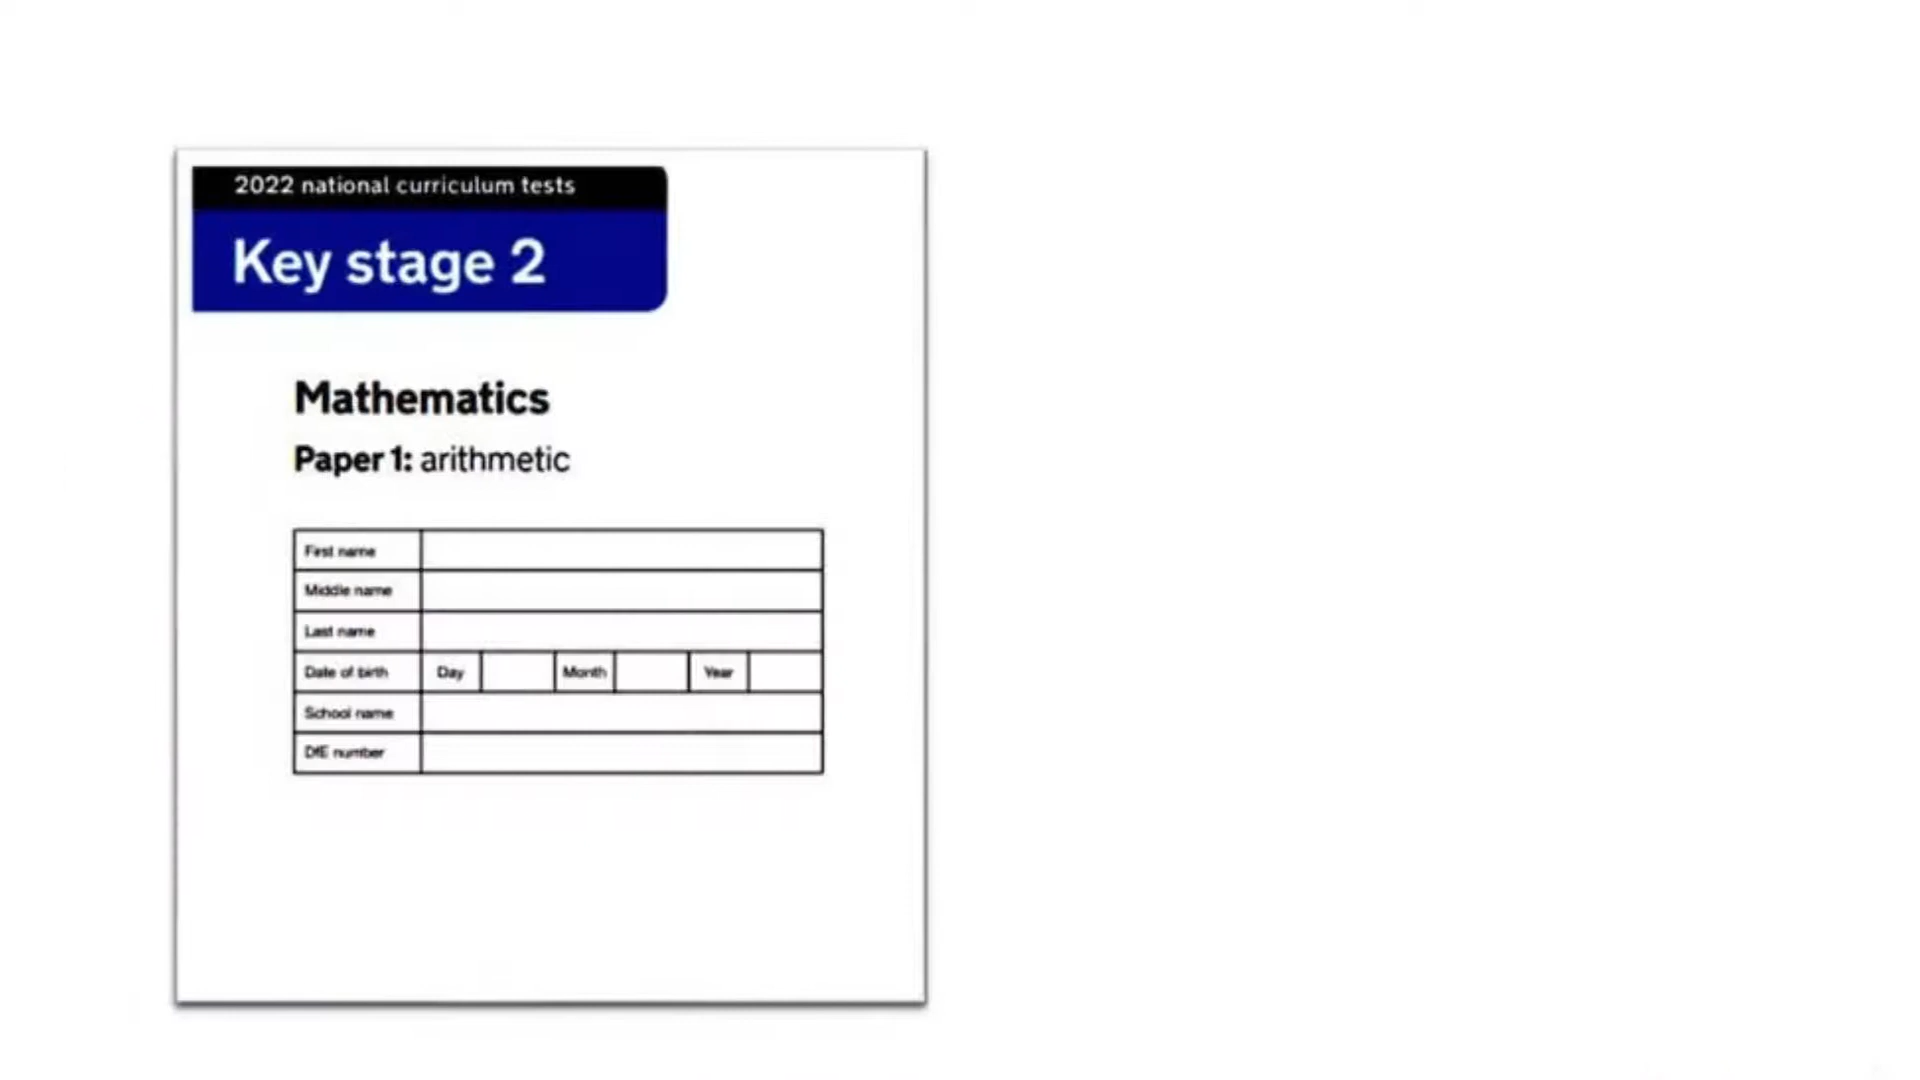 2022 national curriculum tests
Key stage 2
Mathematics
Paper 1: arithmetic
First name
Middle name
Last name
Date of birth Day Month Year
School name
DfE number